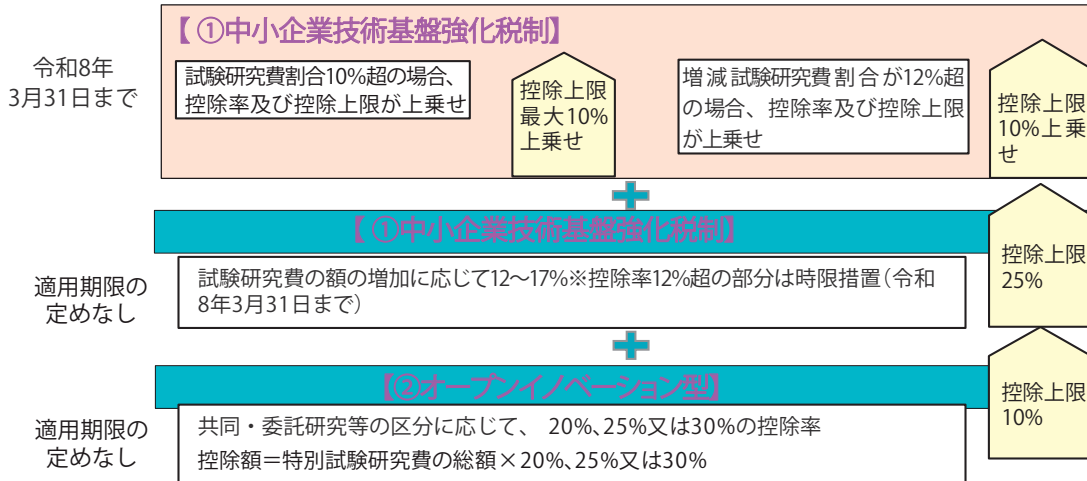 令和8年
3月31日まで
【 ①中小企業技術基盤強化税制】
試験研究費割合10%超の場合、
控除率及び控除上限が上乗せ
控除上限
最大10%
上乗せ
増減試験研究費割合が12%超
の場合、控除率及び控除上限
が上乗せ
控除上限
10%上乗
せ
【 ①中小企業技術基盤強化税制】
適用期限の
定めなし
試験研究費の額の増加に応じて12～17%※控除率12%超の部分は時限措置(令和
8年3月31日まで)
控除上限
25%
【②オープンイノベーション型】
適用期限の
定めなし
共同・委託研究等の区分に応じて、 20%、25%又は30%の控除率
控除額＝特別試験研究費の総額×20%、25%又は30%
控除上限
10%